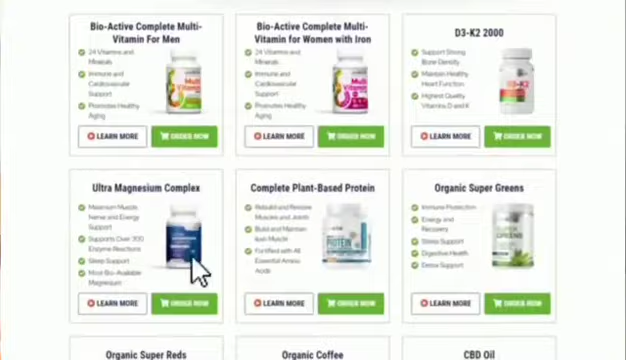 Bio-Active Complete Multi-
Vitamin For Men
24 Vitamins and
Minerals
Immune and
Cardiovascular
Support
Promotes Healthy
Aging
LEARN MORE
ORDER NOW
Bio-Active Complete Multi-
Vitamin for Women with Iron
24 Vitamins and
Minerals
Immune and
Cardiovascular
Support
Promotes Healthy
Aging
LEARN MORE
ORDER NOW
D3-K2 2000
Support Strong
Bone Density
Maintain Healthy
Heart Function
Highest Quality
Vitamins D and K
LEARN MORE
ORDER NOW
Ultra Magnesium Complex
Maximum Muscle
Nerve and Energy
Support
Supports Over 300
Enzyme Reactions
Sleep Support
Most Bio-Available
Magnesium
LEARN MORE
ORDER NOW
Complete Plant-Based Protein
Rebuild and Restore
Muscles and Joints
Build and Maintain
Lean Muscle
Fortified with All
Essential Amino
Acids
PROTEIN
LEARN MORE
ORDER NOW
Organic Super Greens
Immune Protection
Energy and
Recovery
Stress Support
Digestive Health
Detox Support
SUPER
GREENS
LEARN MORE
ORDER NOW
Organic Super Reds
Organic Coffee
CBD Oil